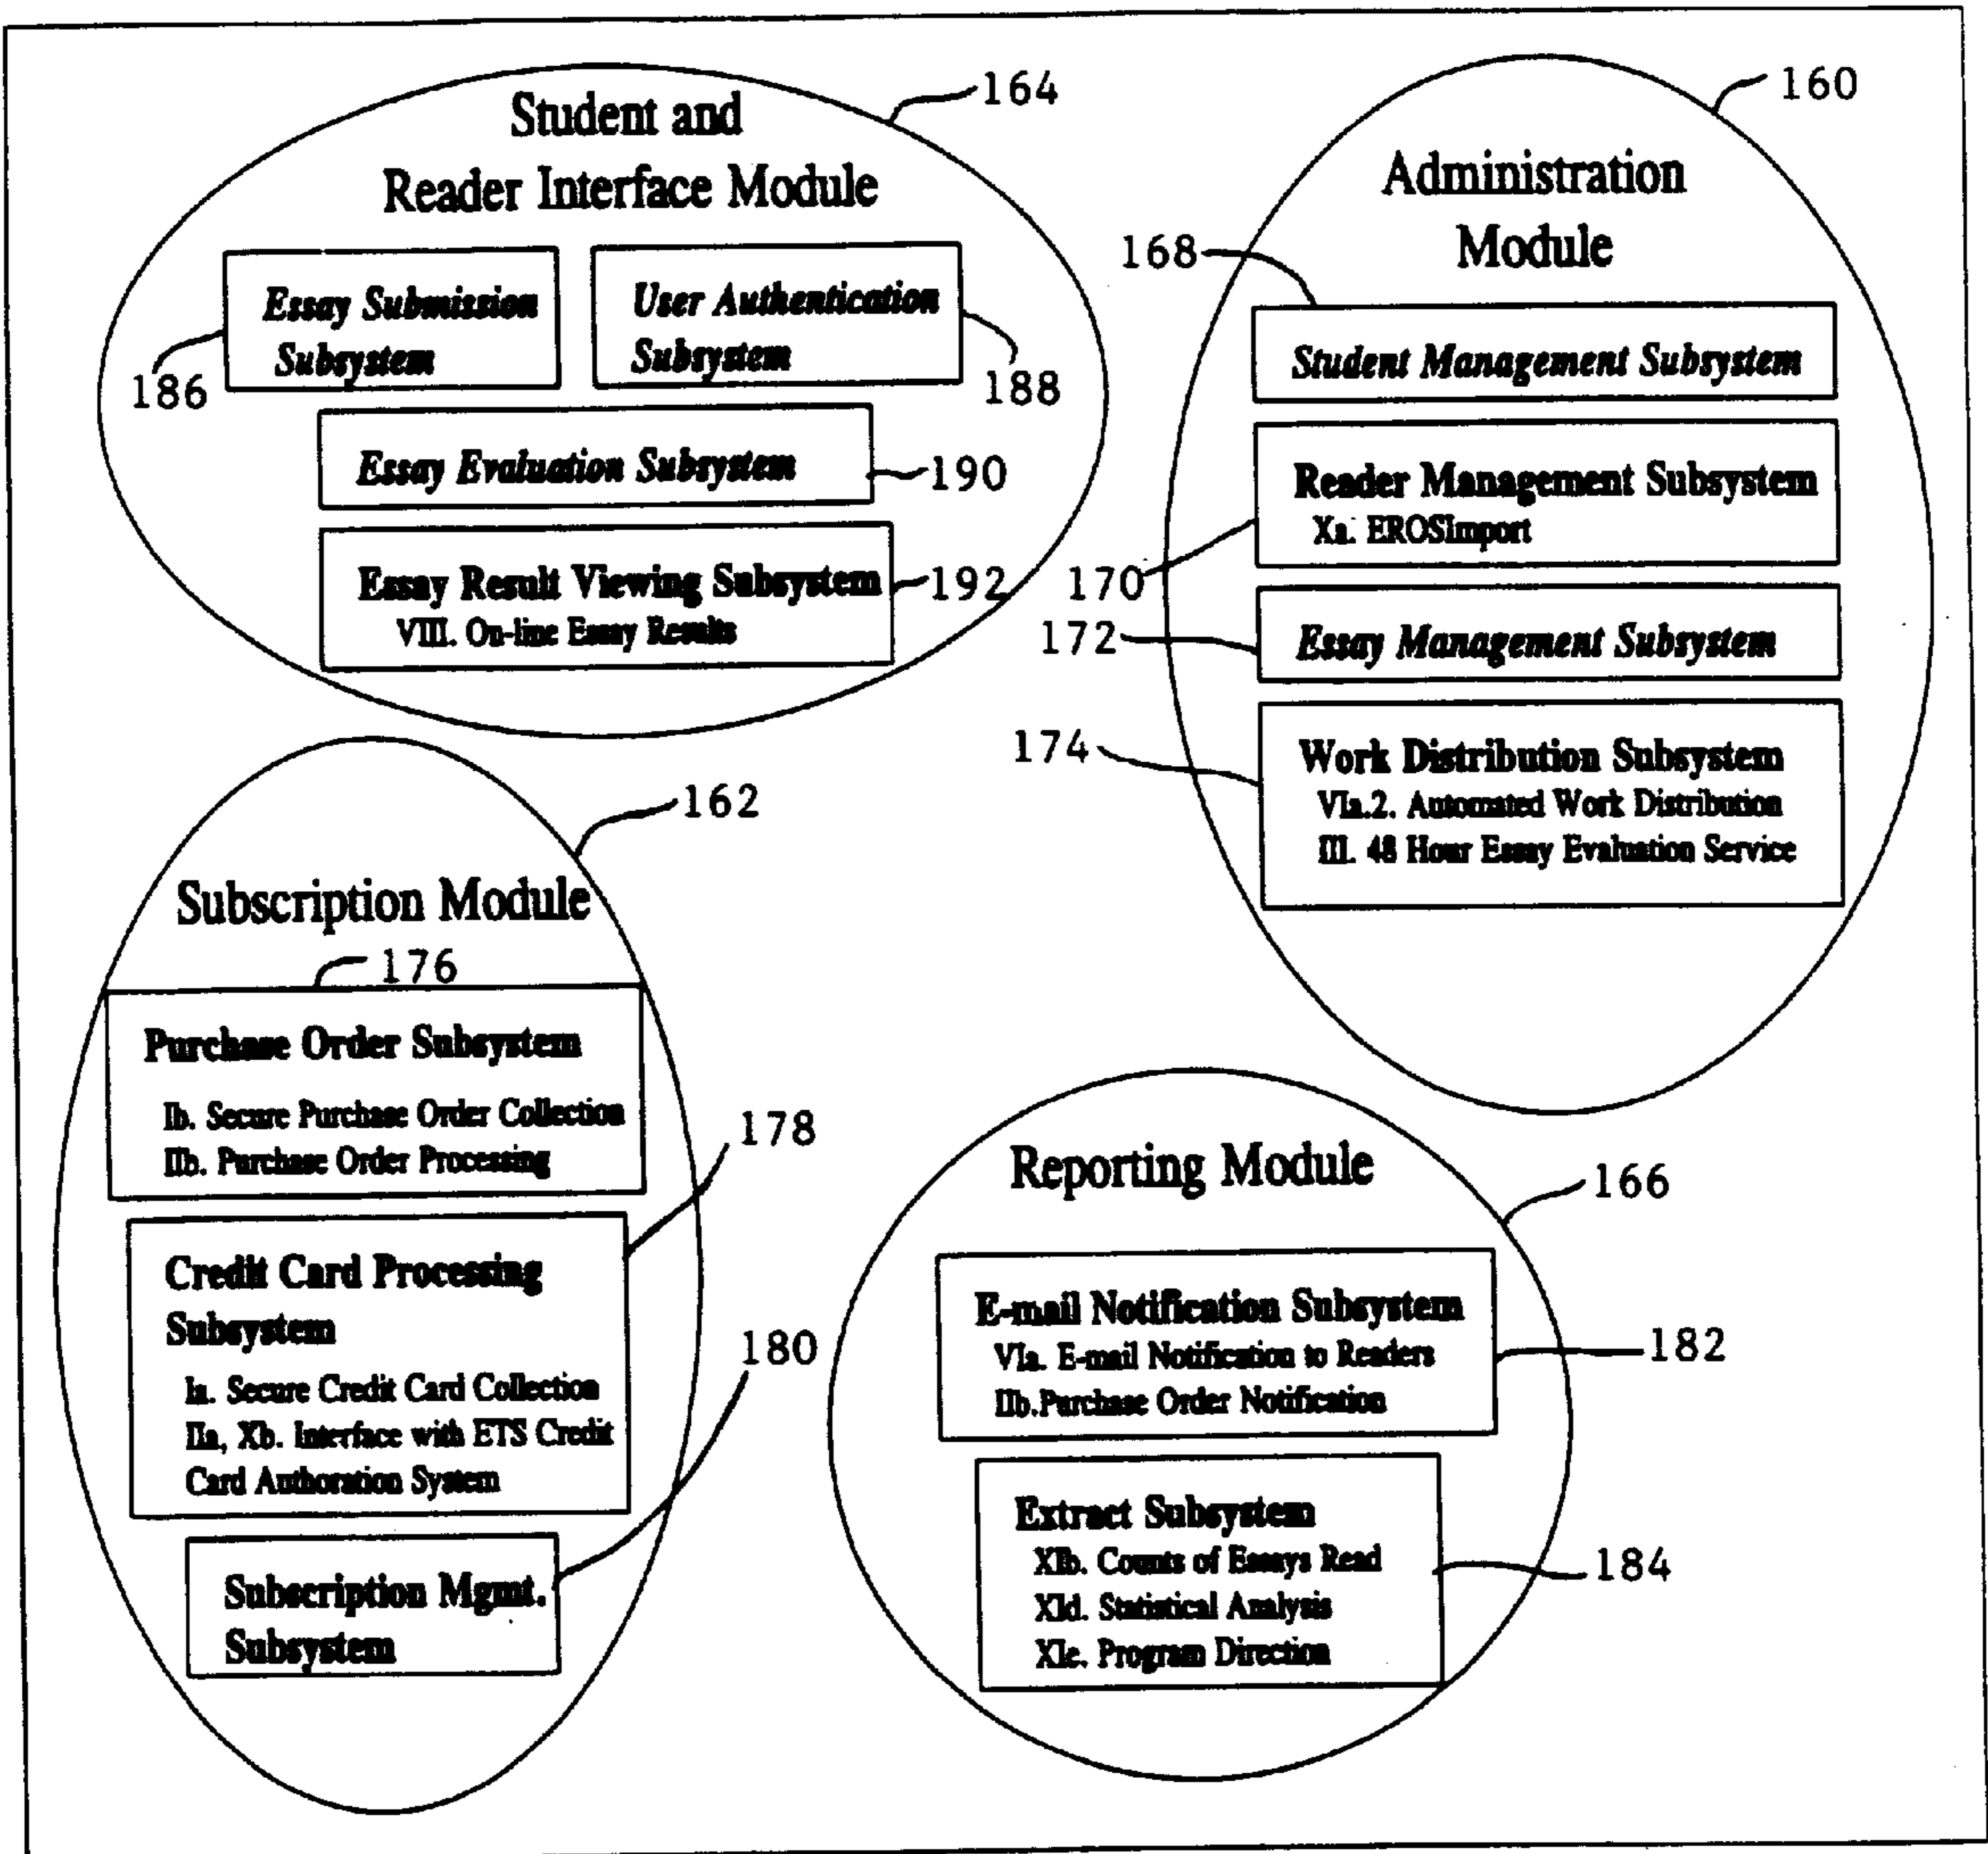 164
Student and
Reader Interface Module
Essay Submission
Subsystem
186
User Authentication
Subsystem
188
Essay Evaluation Subsystem
190
Essay Result Viewing Subsystem
VIII. On-line Essay Results
192
160
Administration
Module
168
Student Management Subsystem
Reader Management Subsystem
Xa. EROSImport
170
172
Essay Management Subsystem
174
Work Distribution Subsystem
VIa.2. Automated Work Distribution
III. 48 Hour Essay Evaluation Service
162
Subscription Module
176
Purchase Order Subsystem
Ib. Secure Purchase Order Collection
IIb. Purchase Order Processing
178
Credit Card Processing
Subsystem
Ia. Secure Credit Card Collection
IIa, Xb. Interface with ETS Credit
Card Authoration System
180
Subscription Mgmt.
Subsystem
Reporting Module
166
E-mail Notification Subsystem
VIa. E-mail Notification to Readers
IIb.Purchase Order Notification
182
Extract Subsystem
XIb. Counts of Essays Read
XId. Statistical Analysis
XIe. Program Direction
184